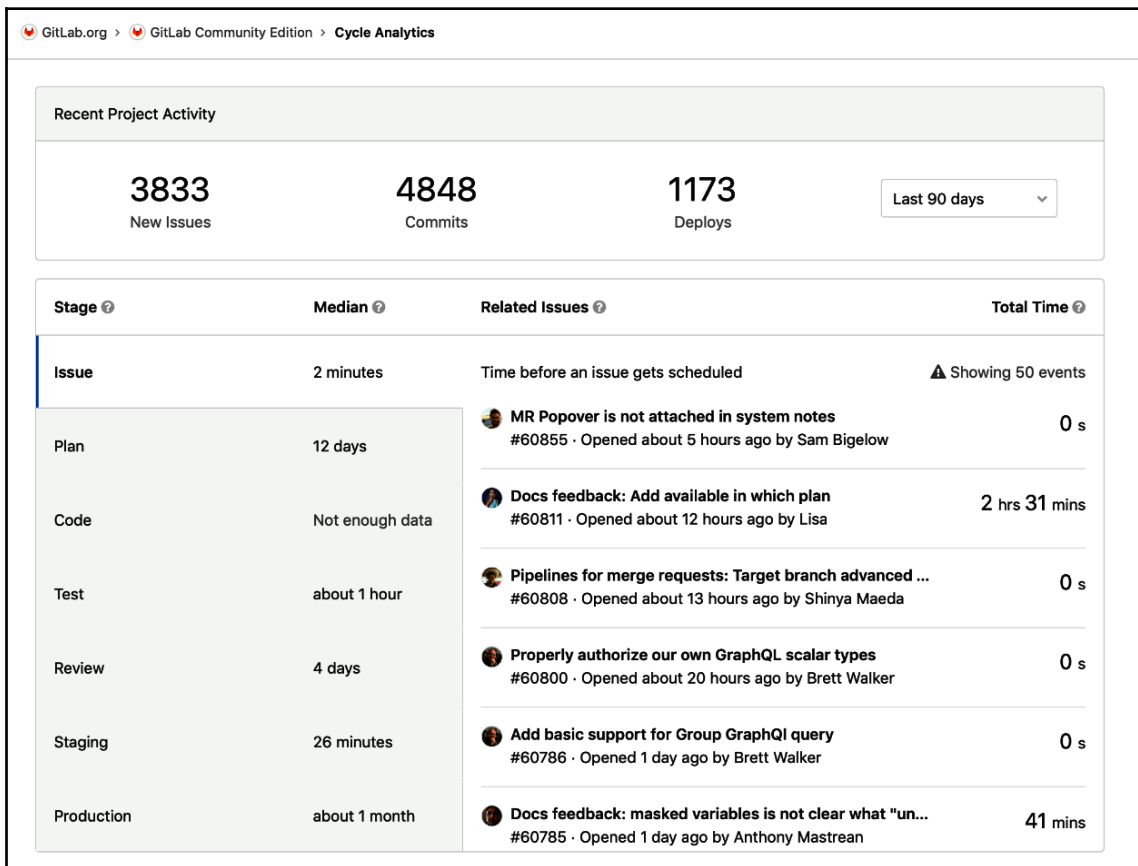 GitLab.org › GitLab Community Edition › Cycle Analytics
Recent Project Activity
3833 4848 1173 Last 90 days
New Issues Commits Deploys
Stage Median Related Issues Total Time
Issue 2 minutes Time before an issue gets scheduled Showing 50 events
MR Popover is not attached in system notes
#60855 · Opened about 5 hours ago by Sam Bigelow 0 s
Plan 12 days
Docs feedback: Add available in which plan
#60811 · Opened about 12 hours ago by Lisa 2 hrs 31 mins
Code Not enough data
Pipelines for merge requests: Target branch advanced ...
#60808 · Opened about 13 hours ago by Shinya Maeda 0 s
Test about 1 hour
Properly authorize our own GraphQL scalar types
#60800 · Opened about 20 hours ago by Brett Walker 0 s
Review 4 days
Add basic support for Group GraphQl query
#60786 · Opened 1 day ago by Brett Walker 0 s
Staging 26 minutes
Docs feedback: masked variables is not clear what "un...
#60785 · Opened 1 day ago by Anthony Mastrean 41 mins
Production about 1 month